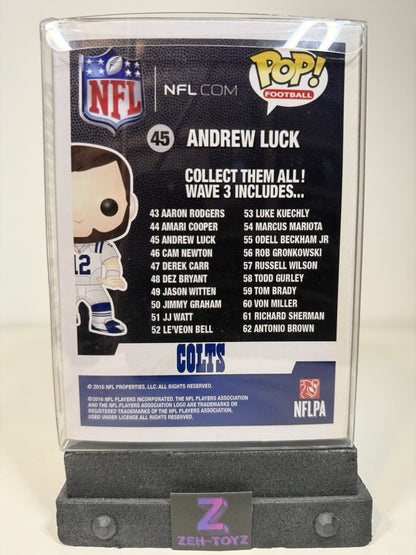 NFL
NFL.COM
POP!
FOOTBALL
45 ANDREW LUCK
COLLECT THEM ALL!
WAVE 3 INCLUDES...
43 AARON RODGERS
44 AMARI COOPER
45 ANDREW LUCK
46 CAM NEWTON
47 DEREK CARR
48 DEZ BRYANT
49 JASON WITTEN
50 JIMMY GRAHAM
51 JJ WATT
52 LE'VEON BELL
53 LUKE KUECHLY
54 MARCUS MARIOTA
55 ODELL BECKHAM JR
56 ROB GRONKOWSKI
57 RUSSELL WILSON
58 TODD GURLEY
59 TOM BRADY
60 VON MILLER
61 RICHARD SHERMAN
62 ANTONIO BROWN
12
COLTS
© 2016 NFL PROPERTIES, LLC. ALL RIGHTS RESERVED.
©2016 NFL PLAYERS INCORPORATED. THE NFL PLAYERS ASSOCIATION
AND THE NFL PLAYERS ASSOCIATION LOGO ARE TRADEMARKS OR
REGISTERED TRADEMARKS OF THE NFL PLAYERS ASSOCIATION,
USED UNDER LICENSE.ALL RIGHTS RESERVED.
NFLPA
Z
ZEH-TOYZ